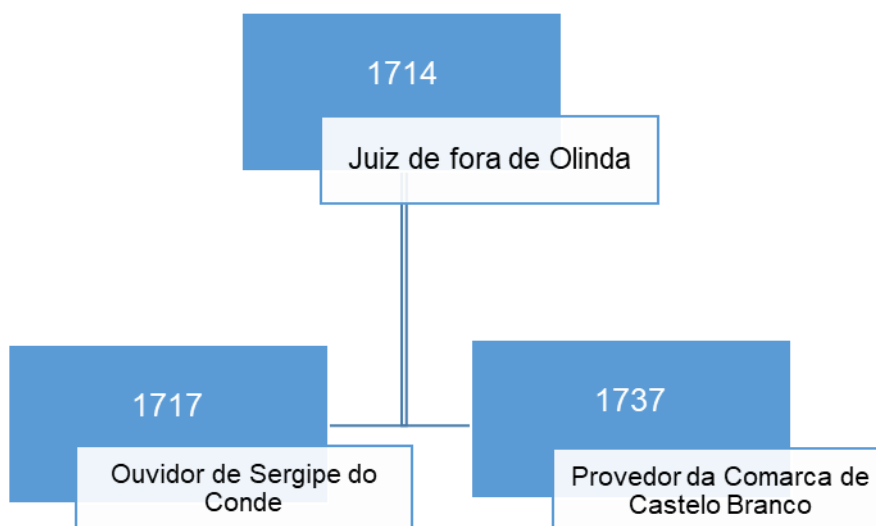 1714
Juiz de fora de Olinda
1717
Ouvidor de Sergipe do
Conde
1737
Provedor da Comarca de
Castelo Branco